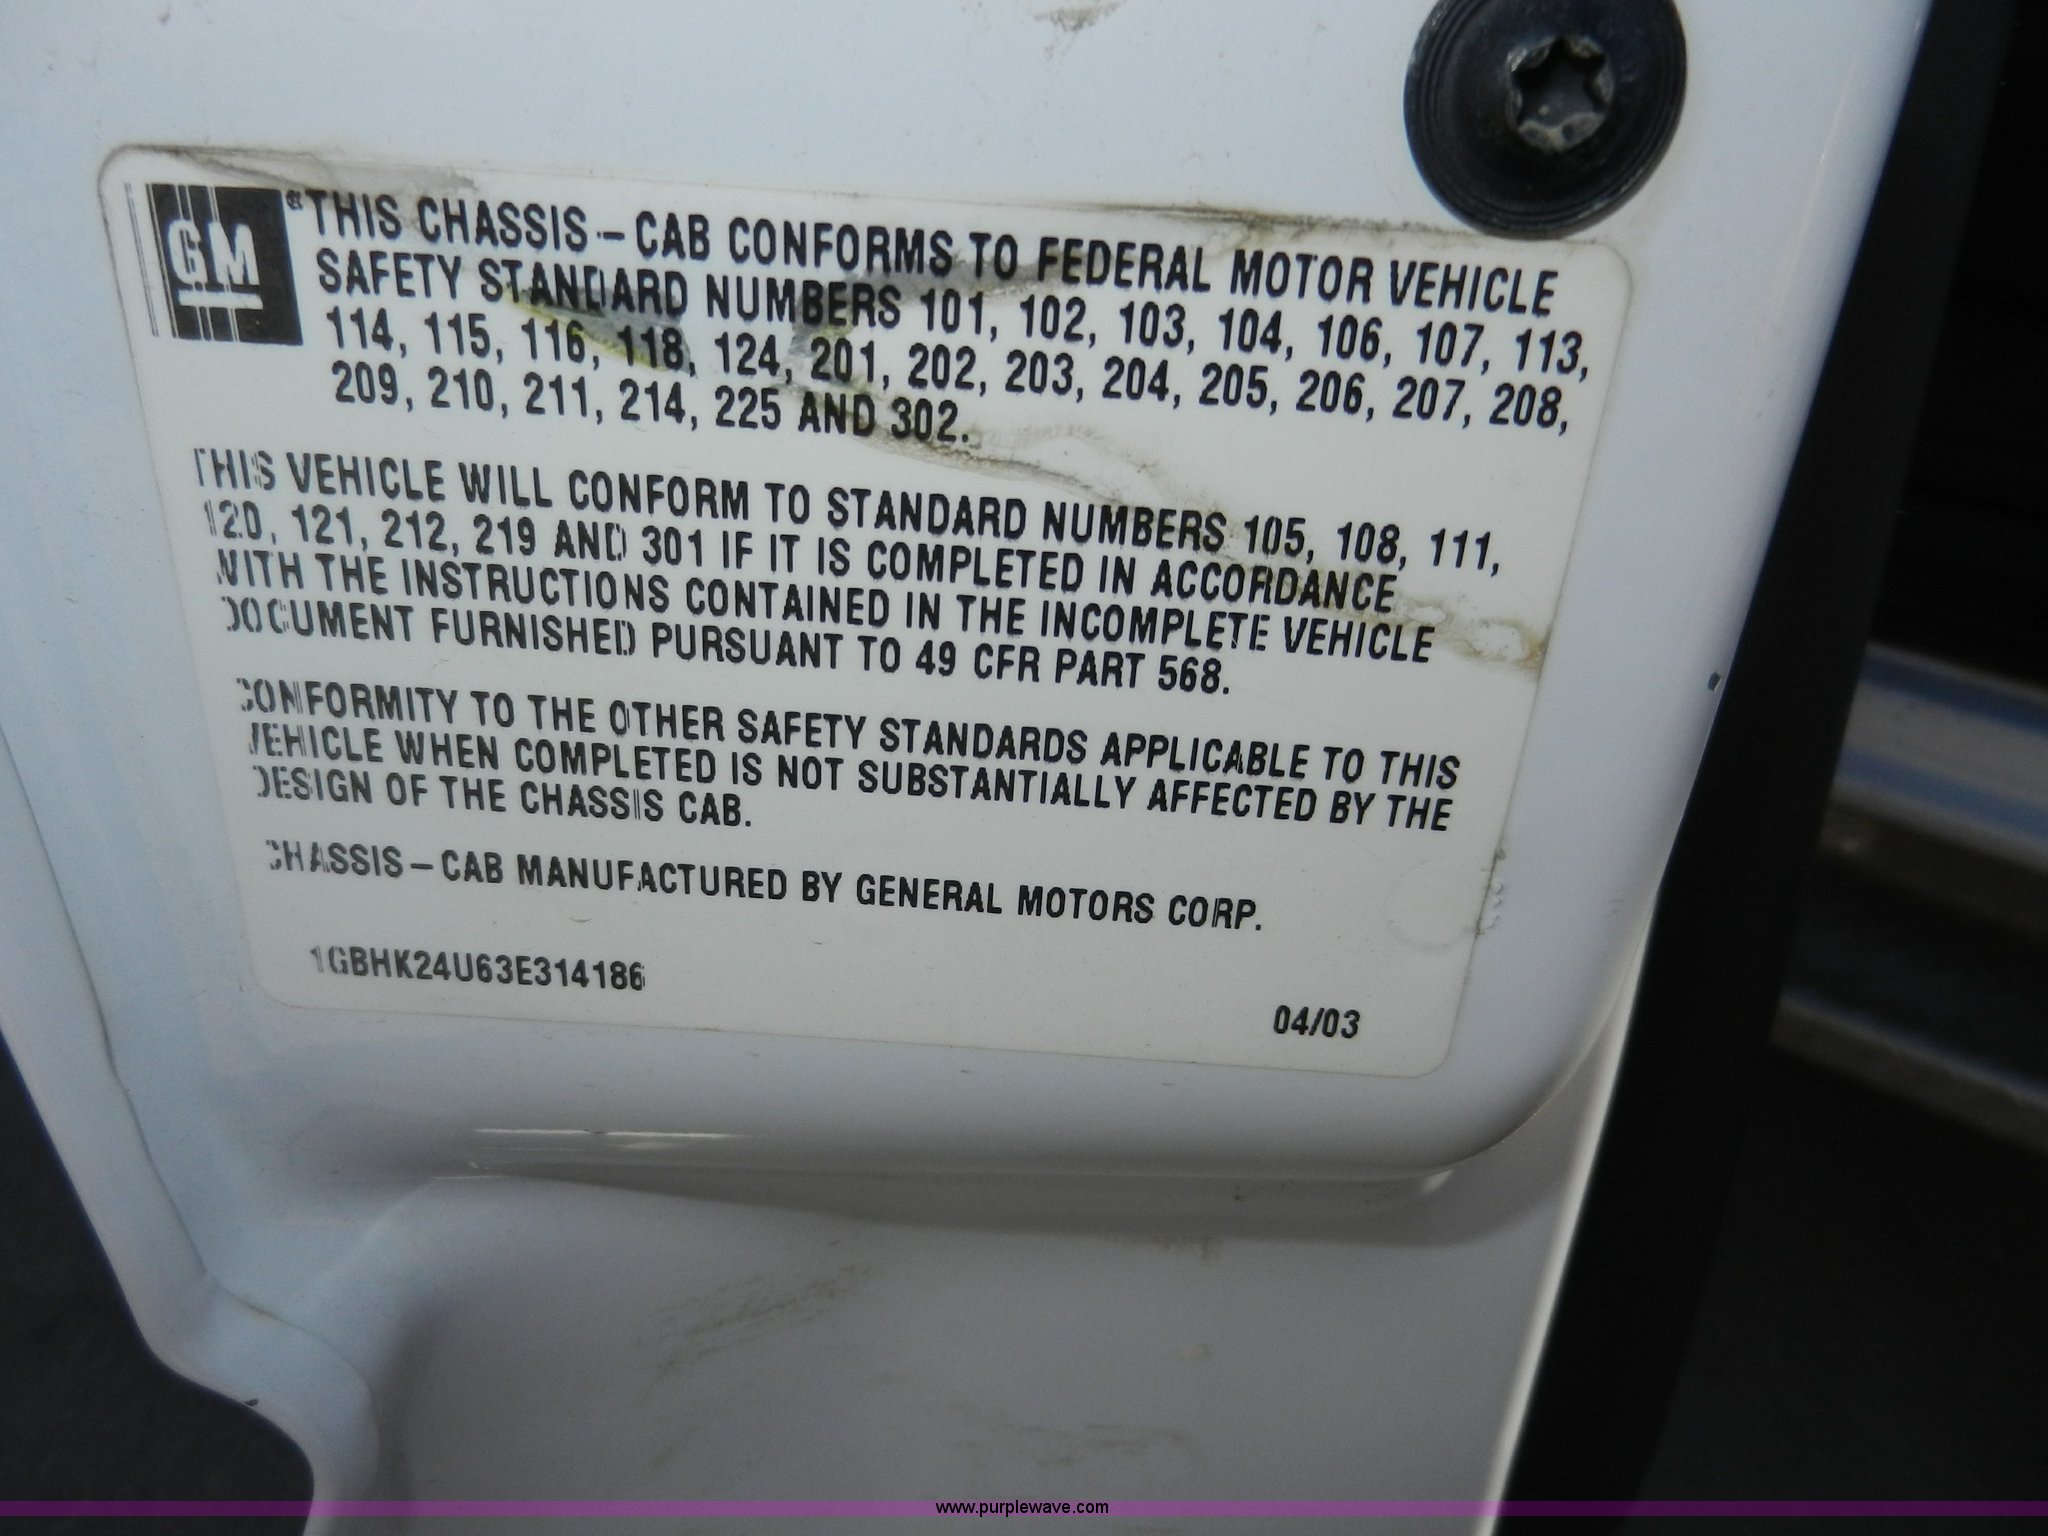 GM® THIS CHASSIS – CAB CONFORMS TO FEDERAL MOTOR VEHICLE
SAFETY STANDARD NUMBERS 101, 102, 103, 104, 106, 107, 113,
114, 115, 116, 118, 124, 201, 202, 203, 204, 205, 206, 207, 208,
209, 210, 211, 214, 225 AND 302.
THIS VEHICLE WILL CONFORM TO STANDARD NUMBERS 105, 108, 111,
120, 121, 212, 219 AND 301 IF IT IS COMPLETED IN ACCORDANCE
WITH THE INSTRUCTIONS CONTAINED IN THE INCOMPLETE VEHICLE
DOCUMENT FURNISHED PURSUANT TO 49 CFR PART 568.
CONFORMITY TO THE OTHER SAFETY STANDARDS APPLICABLE TO THIS
VEHICLE WHEN COMPLETED IS NOT SUBSTANTIALLY AFFECTED BY THE
DESIGN OF THE CHASSIS CAB.
CHASSIS – CAB MANUFACTURED BY GENERAL MOTORS CORP.
1GBHK24U63E314186
04/03
www.purplewave.com